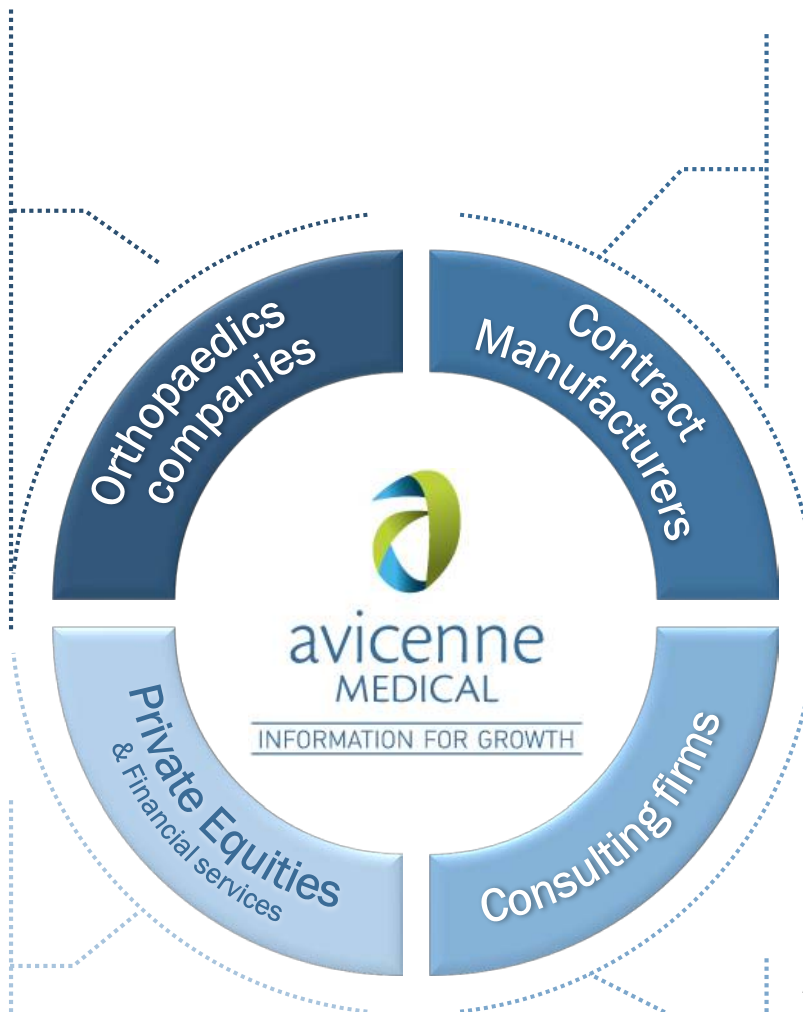 Orthopaedics
companies
Contract
Manufacturers
avicenne
MEDICAL
INFORMATION FOR GROWTH
Private Equities
& Financial services
Consulting firms